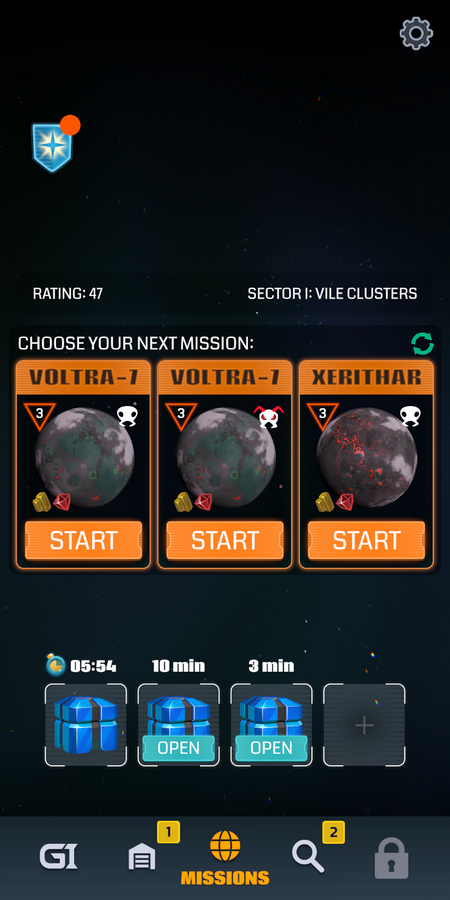 RATING: 47
SECTOR I: VILE CLUSTERS
CHOOSE YOUR NEXT MISSION:
VOLTRA-7
VOLTRA-7
XERITHAR
3
3
3
START
START
START
05:54
10 min
3 min
OPEN
OPEN
+
1
2
GI
MISSIONS